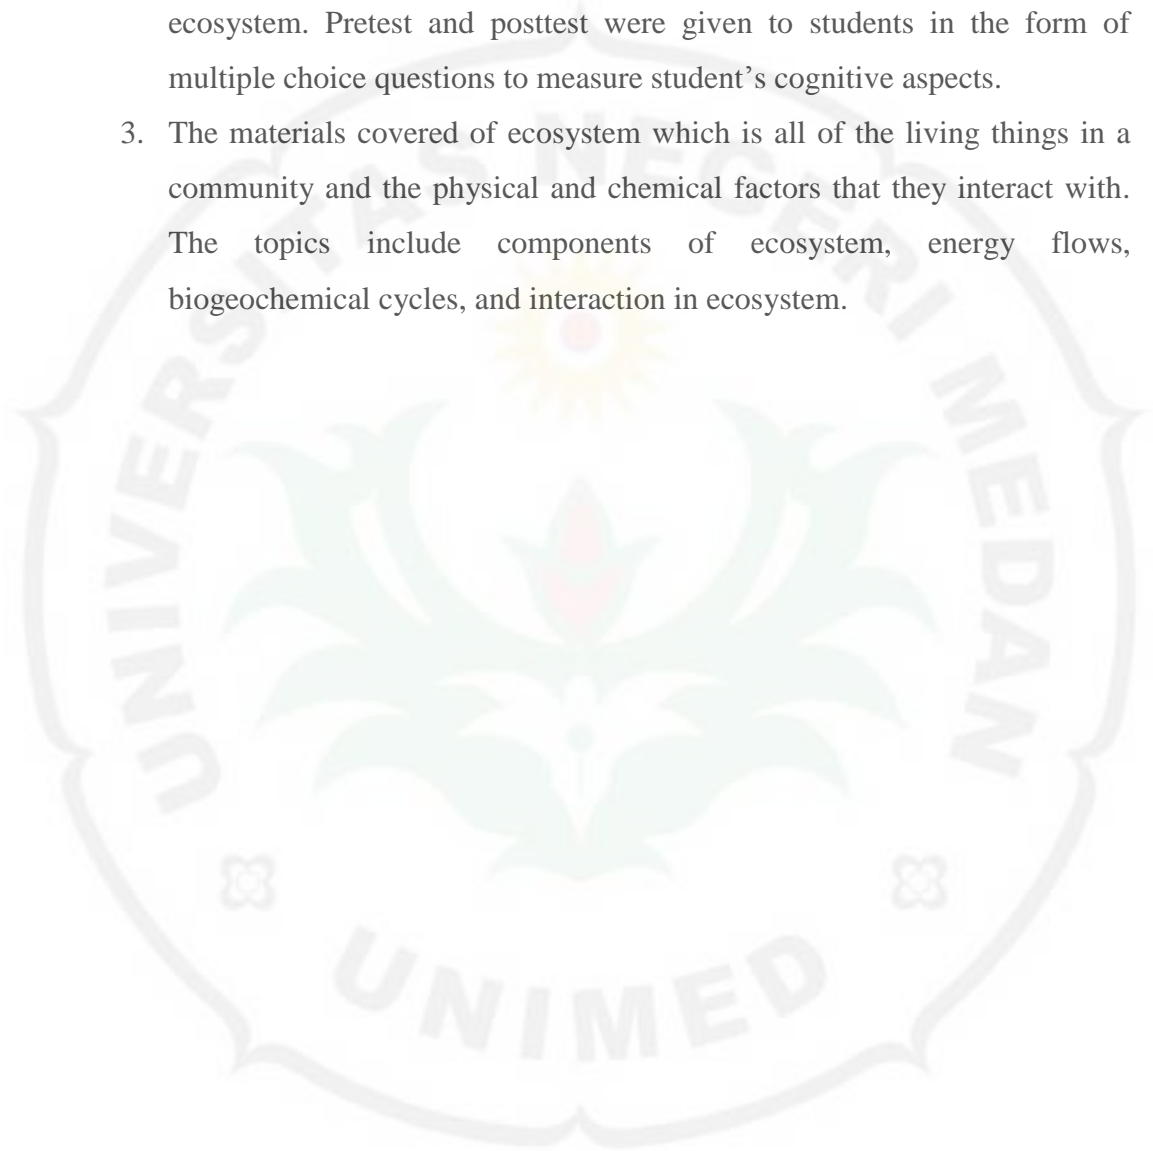 ecosystem. Pretest and posttest were given to students in the form of
multiple choice questions to measure student's cognitive aspects.
3. The materials covered of ecosystem which is all of the living things in a
community and the physical and chemical factors that they interact with.
The topics include components of ecosystem, energy flows,
biogeochemical cycles, and interaction in ecosystem.
UNIVERSITAS NEGERI MEDAN
UNIMED